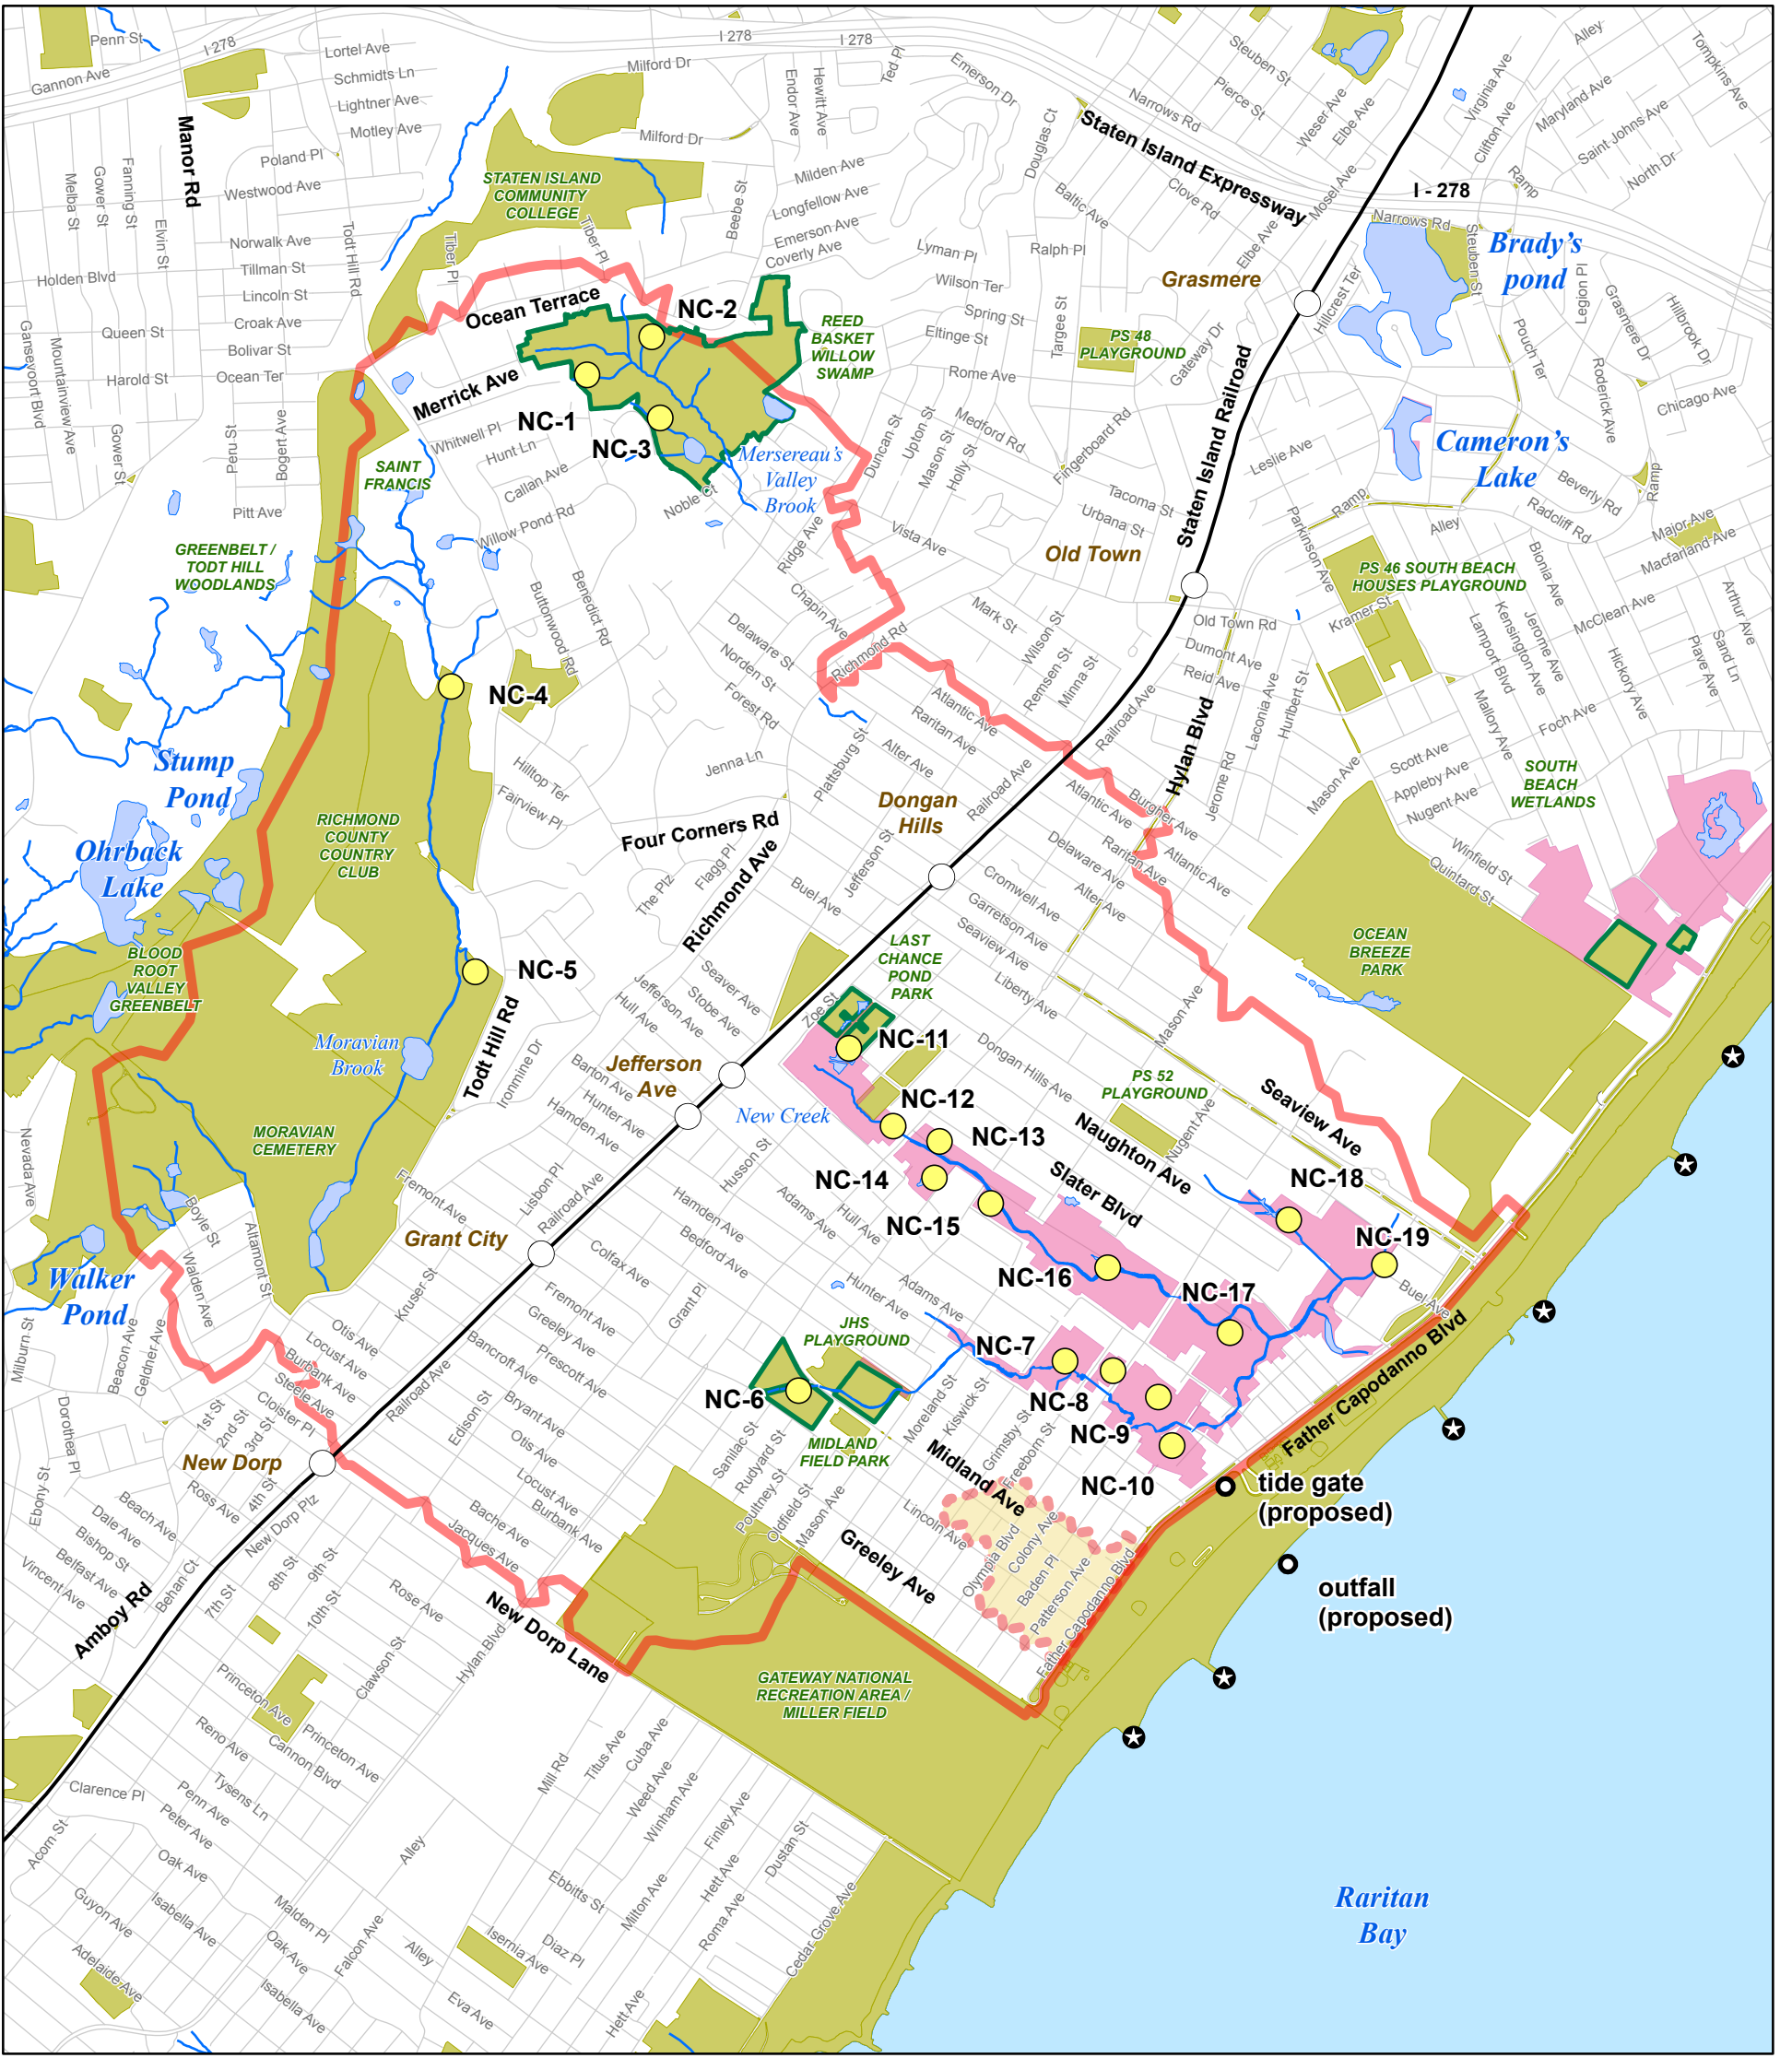 Penn St
Gannon Ave
I 278
Lortel Ave
Schmidts Ln
Lightner Ave
Motley Ave
I 278
I 278
Milford Dr
Milford Dr
Endor Ave
Hewitt Ave
Ted Pl
Emerson Dr
Steuben St
Pierce St
Narrows Rd
Weser Ave
Elbe Ave
Virginia Ave
Clifton Ave
Alley
Maryland Ave
Saint Johns Ave
North Dr
Tompkins Ave
Manor Rd
Poland Pl
Westwood Ave
Melba St
Gower St
Fanning St
Elvin St
Todt Hill Rd
Norwalk Ave
Tillman St
Holden Blvd
Lincoln St
Croak Ave
Queen St
Bolivar St
Harold St
Ocean Ter
Gansevoort Blvd
Mountainview Ave
Gower St
Perus St
Bogert Ave
Pitt Ave
STATEN ISLAND
COMMUNITY
COLLEGE
Tiber Pl
Tiber Pl
Beebe St
Milden Ave
Longfellow Ave
Emerson Ave
Coverly Ave
Douglas Ct
Baltic Ave
Clove Rd
Staten Island Expressway
Mosel Ave
I - 278
Ramp
Narrows Rd
Steuben St
Elbe Ave
Lyman Pl
Ralph Pl
Wilson Ter
Spring St
Eltinge St
Targee St
Rome Ave
Grasmere
Hillcrest Ter
Brady's
pond
Legioni Pl
Grasmere Dr
Hillbrook Dr
Pouch Ter
Roderick Ave
Chicago Ave
PS 48
PLAYGROUND
Gateway Dr
Ocean Terrace
NC-2
REED
BASKET
WILLOW
SWAMP
Merrick Ave
NC-1
NC-3
Whitwell Pl
Hunt Ln
Callan Ave
Willow Pond Rd
Noble Ct
Mersereau's
Valley
Brook
SAINT
FRANCIS
GREENBELT /
TODT HILL
WOODLANDS
Duncan St
Upton St
Mason St
Holly St
Medford Rd
Fingerboard Rd
Tacoma St
Urbana St
Vista Ave
Ridge Ave
Old Town
Staten Island Railroad
Leslie Ave
Cameron's
Lake
Ramp
Parkinson Ave
Alley
Radcliff Rd
Beverly Rd
Ramp
Major Ave
Macfarland Ave
Bionia Ave
PS 46 SOUTH BEACH
HOUSES PLAYGROUND
Kramer St
McClean Ave
Arthur Ave
Sand Ln
Piave Ave
Kensington Ave
Jerome Ave
Lamport Blvd
Hickory Ave
Mallory Ave
Foch Ave
Scott Ave
Appleby Ave
Nugent Ave
Mason Ave
SOUTH
BEACH
WETLANDS
Winfield St
Quintard St
Buttonwood Rd
Benedict Rd
Chapin Ave
Delaware St
Norden St
Richmond Rd
Forest Rd
Mark St
Wilson St
Remsen St
Minna St
Old Town Rd
Dumont Ave
Reid Ave
Laconia Ave
Hurlbert St
Railroad Ave
Hylan Blvd
Jerome Rd
Atlantic Ave
Raritan Ave
Alter Ave
Plattsburg St
Jenna Ln
NC-4
Hilltop Ter
Fairview Pl
Stump
Pond
Ohrback
Lake
RICHMOND
COUNTY
COUNTRY
CLUB
Four Corners Rd
Richmond Ave
Flagg Pl
The Plz
Dongan
Hills
Railroad Ave
Jefferson St
Buel Ave
Atlantic Ave
Burgher Ave
Raritan Ave
Atlantic Ave
Delaware Ave
Alter Ave
Cromwell Ave
Garretson Ave
Seaview Ave
Liberty Ave
Mason Ave
OCEAN
BREEZE
PARK
BLOOD
ROOT
VALLEY
GREENBELT
NC-5
Todt Hill Rd
Moravian
Brook
Ironmine Dr
Seaver Ave
Stobe Ave
Jefferson Ave
Hull Ave
LAST
CHANCE
POND
PARK
Zoe St
NC-11
Jefferson
Ave
Barton Ave
Hunter Ave
Hamden Ave
New Creek
NC-12
NC-13
NC-14
NC-15
Dongan Hills Ave
PS 52
PLAYGROUND
Naughton Ave
Nugent Ave
Seaview Ave
Slater Blvd
NC-18
NC-19
NC-16
NC-17
Buel Ave
MORAVIAN
CEMETERY
Nevada Ave
Boyle St
Walden Ave
Altamont St
Fremont Ave
Lisbon Pl
Railroad Ave
Husson St
Adams Ave
Hull Ave
Hamden Ave
Bedford Ave
Grant City
Colfax Ave
Kruser St
Walker
Pond
Fremont Ave
Greeley Ave
Grant Pl
Hunter Ave
Adams Ave
JHS
PLAYGROUND
NC-7
NC-8
NC-9
NC-10
NC-6
Milburn St
Beacon Ave
Geldner Ave
Otis Ave
Locust Ave
Burbank Ave
Steele Ave
Cloister Pl
Bancroft Ave
Prescott Ave
Railroad Ave
Edison St
Bryant Ave
Otis Ave
Locust Ave
Burbank Ave
Moreland St
Kiswick St
Grimsby St
Freeborn St
Father Capodanno Blvd
tide gate
(proposed)
outfall
(proposed)
MIDLAND
FIELD PARK
Midland Ave
Lincoln Ave
Olympia Blvd
Colony Ave
Baden Pl
Patterson Ave
Father Capodanno Blvd
Greeley Ave
Sanilac St
Rudyard St
Poultney St
Oldfield St
Mason Ave
1st St
2nd St
3rd St
4th St
New Dorp
Dorothea Pl
Ebony St
Ross Ave
New Dorp Plz
Beach Ave
Dale Ave
Bishop St
Belfast Ave
Vincent Ave
Behan Ct
Amboy Rd
7th St
8th St
9th St
10th St
Bache Ave
Jacques Ave
Rose Ave
New Dorp Lane
Clawson St
Hylan Blvd
GATEWAY NATIONAL
RECREATION AREA /
MILLER FIELD
Princeton Ave
Princeton Ave
Reno Ave
Cannon Blvd
Tysens Ln
Clarence Pl
Penn Ave
Peter Ave
Acorn St
Oak Ave
Isabella Ave
Guyon Ave
Adelaide Ave
Malden Pl
Oak Ave
Isabella Ave
Falcon Ave
Alley
Alley
Mill Rd
Titus Ave
Cuba Ave
Weed Ave
Winham Ave
Finley Ave
Dustan St
Hett Ave
Ebbitts St
Milton Ave
Roma Ave
Cedar Grove Ave
Isernia Ave
Diaz Pl
Eva Ave
Hett Ave
Raritan
Bay